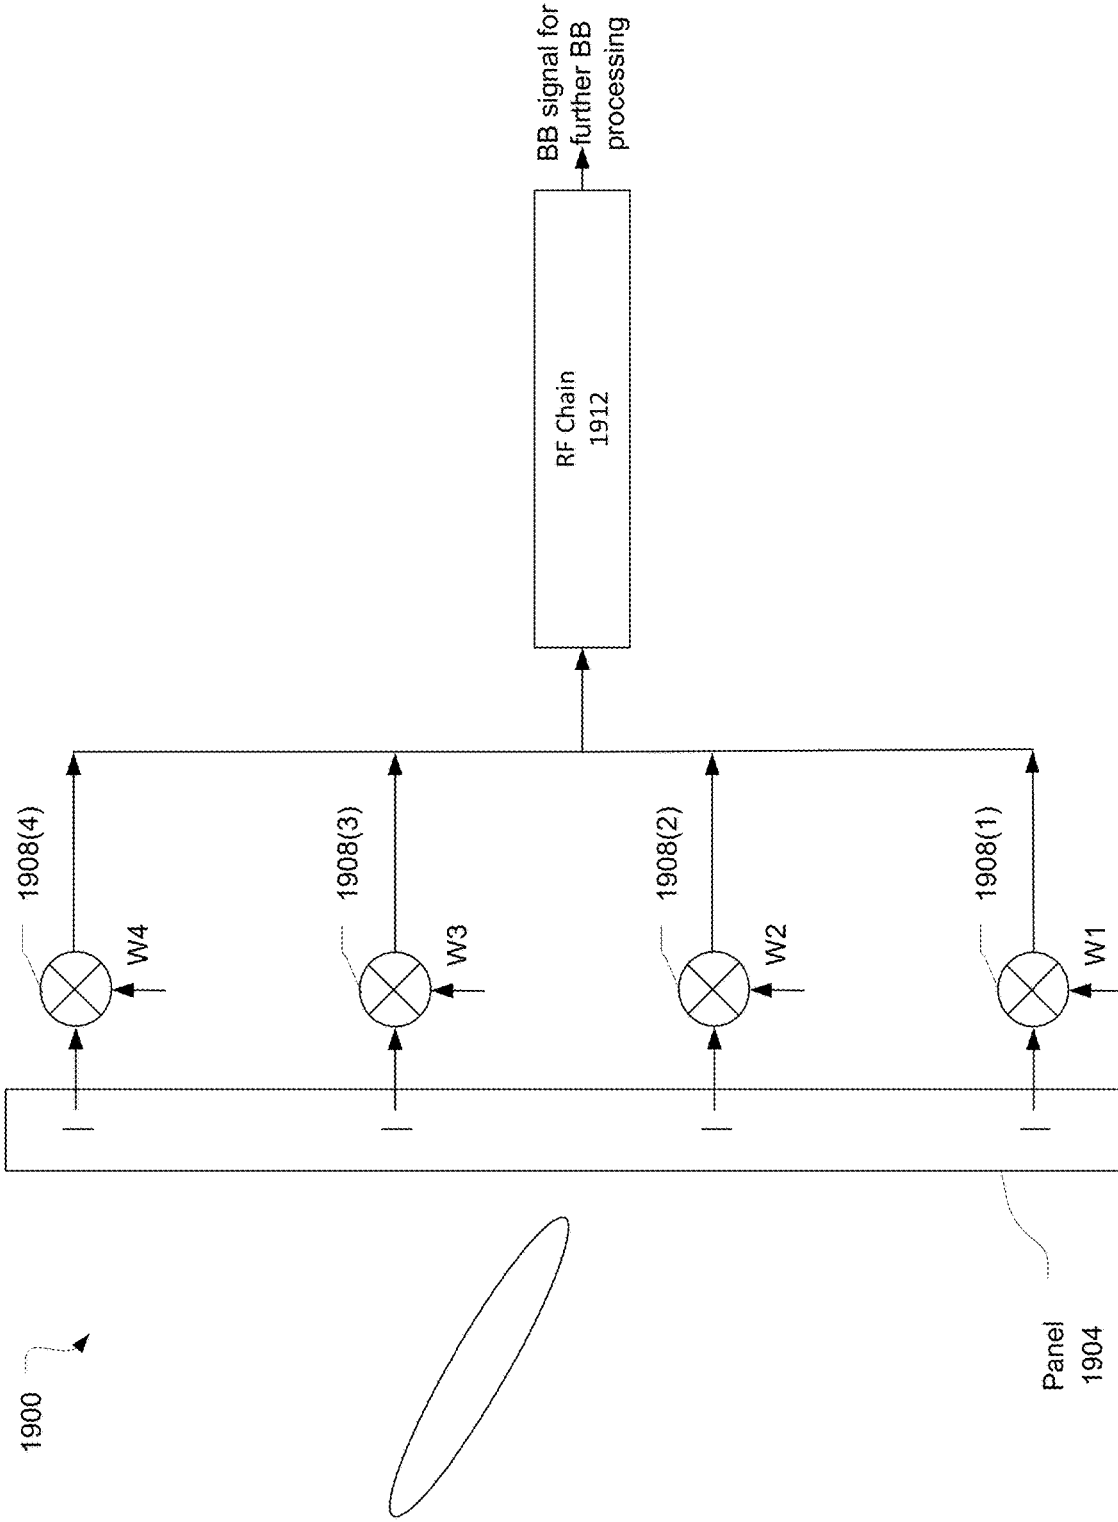 1900
Panel
1904
W4
1908(4)
W3
1908(3)
W2
1908(2)
W1
1908(1)
RF Chain
1912
BB signal for
further BB
processing